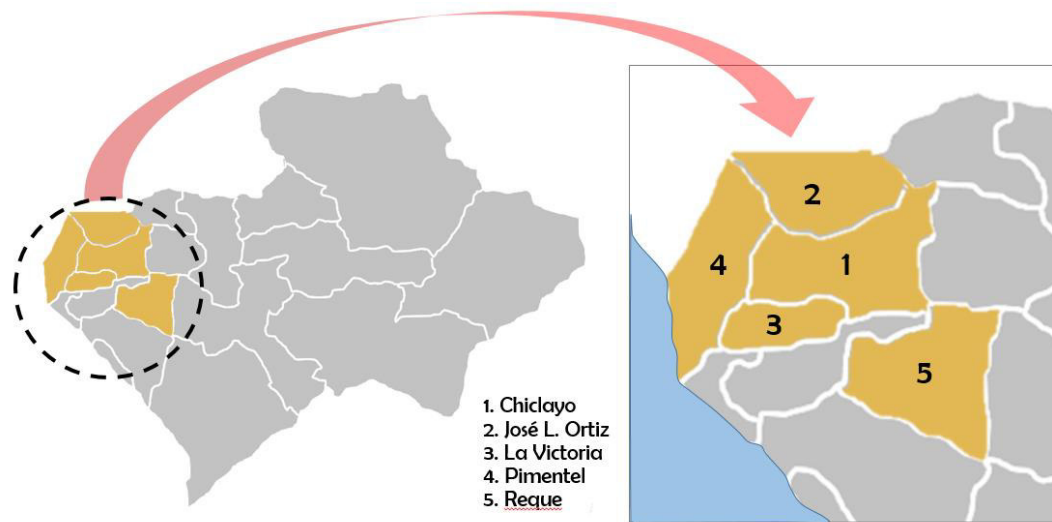 2
4
1
3
5
1. Chiclayo
2. José L. Ortiz
3. La Victoria
4. Pimentel
5. Reque